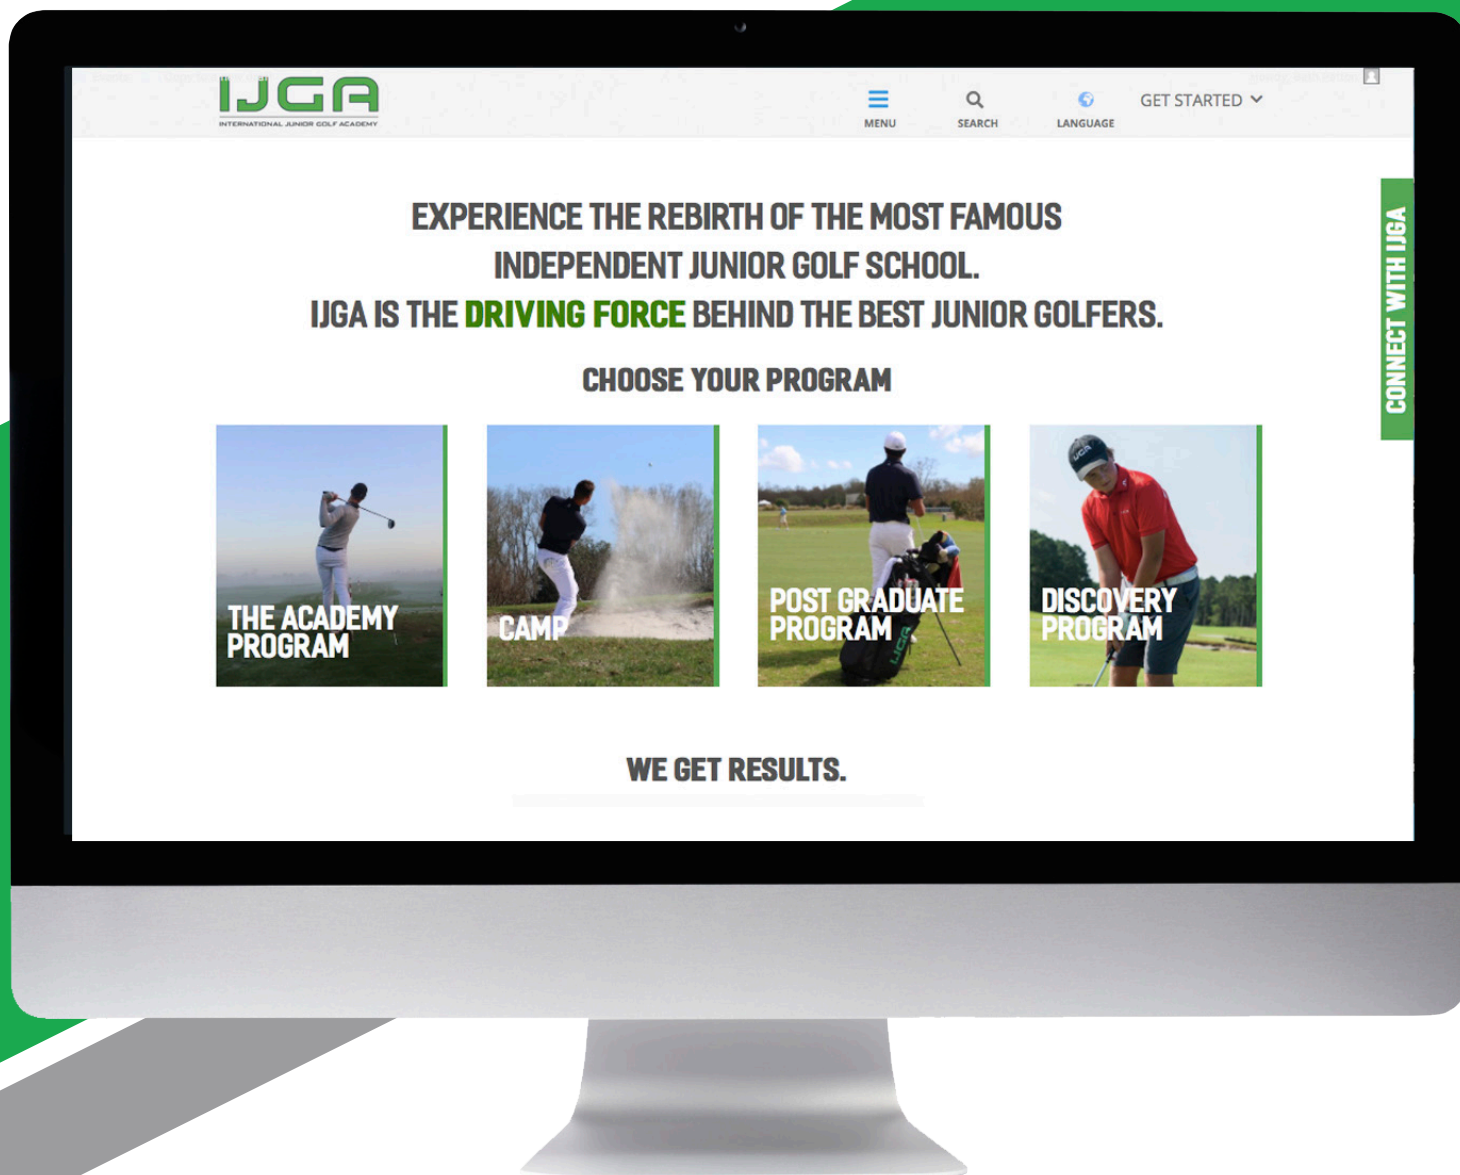 IJGA
INTERNATIONAL JUNIOR GOLF ACADEMY
MENU
SEARCH
LANGUAGE
GET STARTED
CONNECT WITH IJGA
EXPERIENCE THE REBIRTH OF THE MOST FAMOUS
INDEPENDENT JUNIOR GOLF SCHOOL.
IJGA IS THE DRIVING FORCE BEHIND THE BEST JUNIOR GOLFERS.
CHOOSE YOUR PROGRAM
THE ACADEMY
PROGRAM
CAMP
POST GRADUATE
PROGRAM
IJGA
DISCOVERY
PROGRAM
IJGA
WE GET RESULTS.